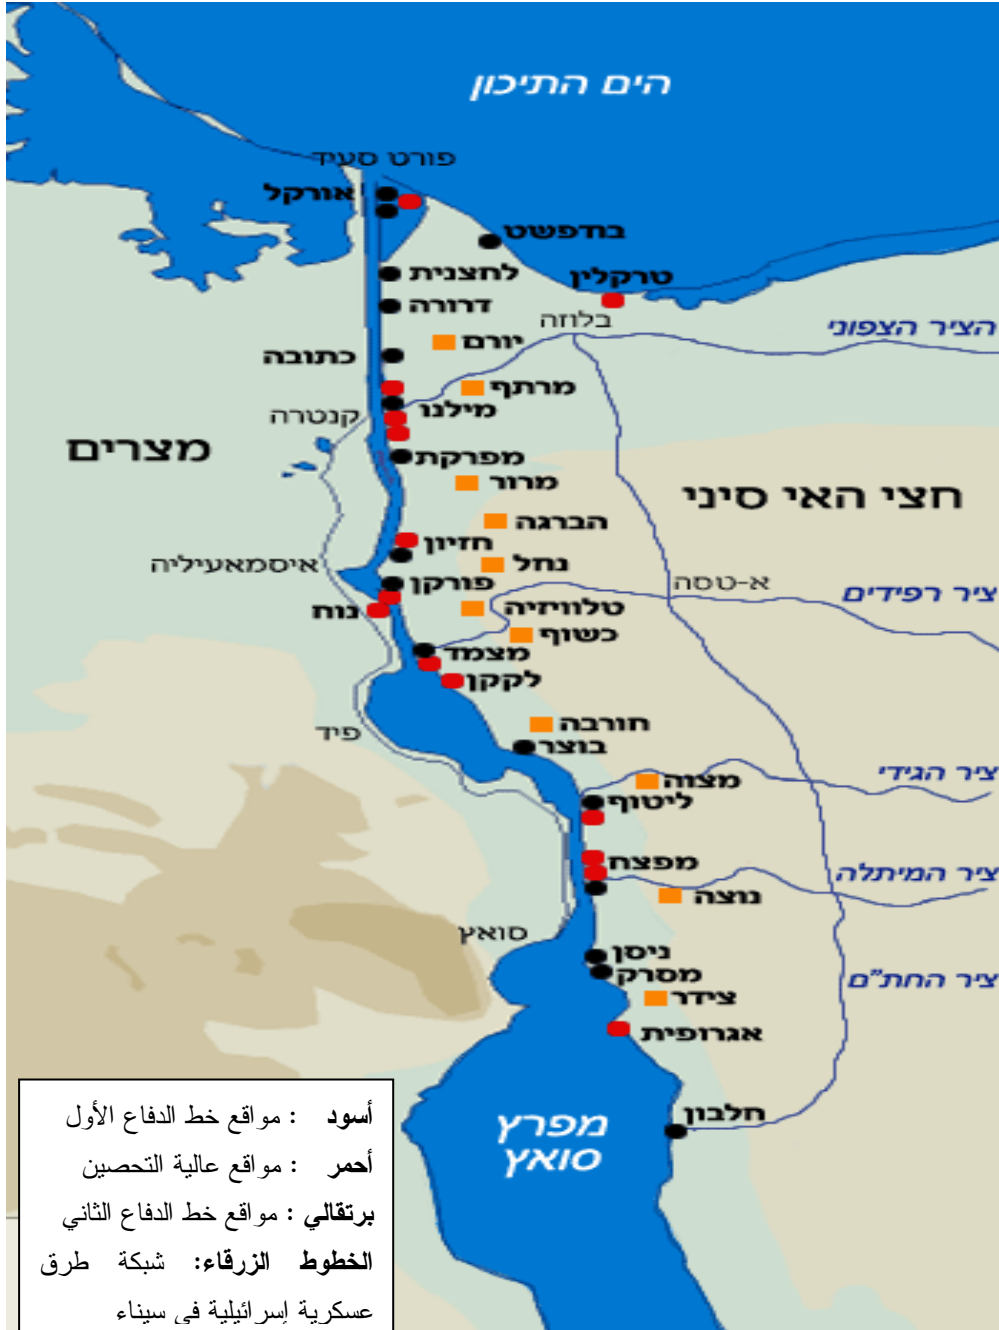 הים התיכון
פורט סעיד
אורקל
בודפשט
לחצנית
טרקלין
דרורה
בלוזה
הציר הצפוני
יורם
כתובה
מרתף
מילנו
קנטרה
מצרים
מפרקת
מרור
חצי האי סיני
הברגה
חזיון
נחל
איסמאעיליה
פורקן
א-טסה
ציר רפידים
טלוויזיה
נוח
כשוף
מצמד
לקקן
חורבה
פיד
בוצר
ציר הגידי
מצווה
ליטוף
מפצח
ציר המיתלה
נוצה
סואץ
ניסן
מסרק
ציר החת"ם
צידר
אגרופית
חלבון
מפרץ
סואץ
أسود : مواقع خط الدفاع الأول
أحمر : مواقع عالية التحصين
برتقالي : مواقع خط الدفاع الثاني
الخطوط الزرقاء: شبكة طرق
عسكرية إسرائيلية في سيناء